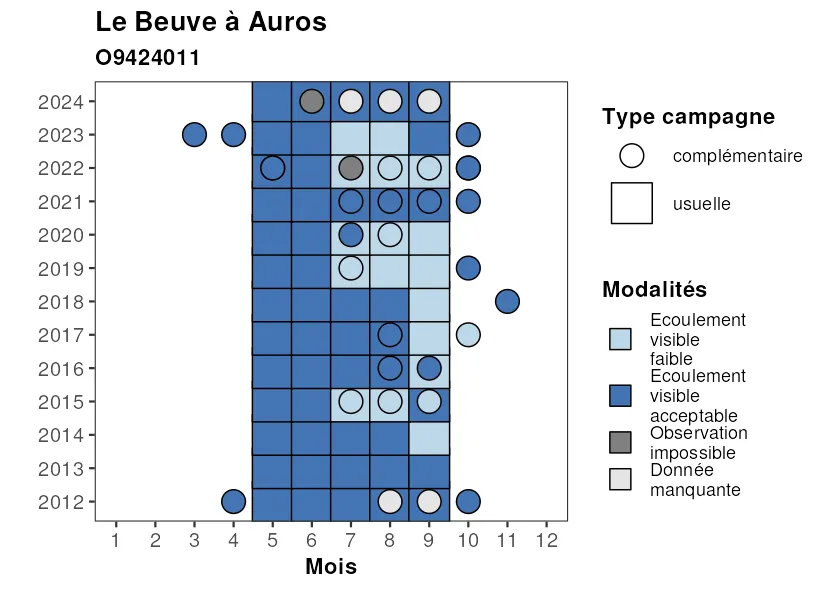 Le Beuve à Auros
O9424011
2024
2023
2022
2021
2020
2019
2018
2017
2016
2015
2014
2013
2012
1 2 3 4 5 6 7 8 9 10 11 12
Mois
Type campagne
complémentaire
usuelle
Modalités
Ecoulement
visible
faible
Ecoulement
visible
acceptable
Observation
impossible
Donnée
manquante